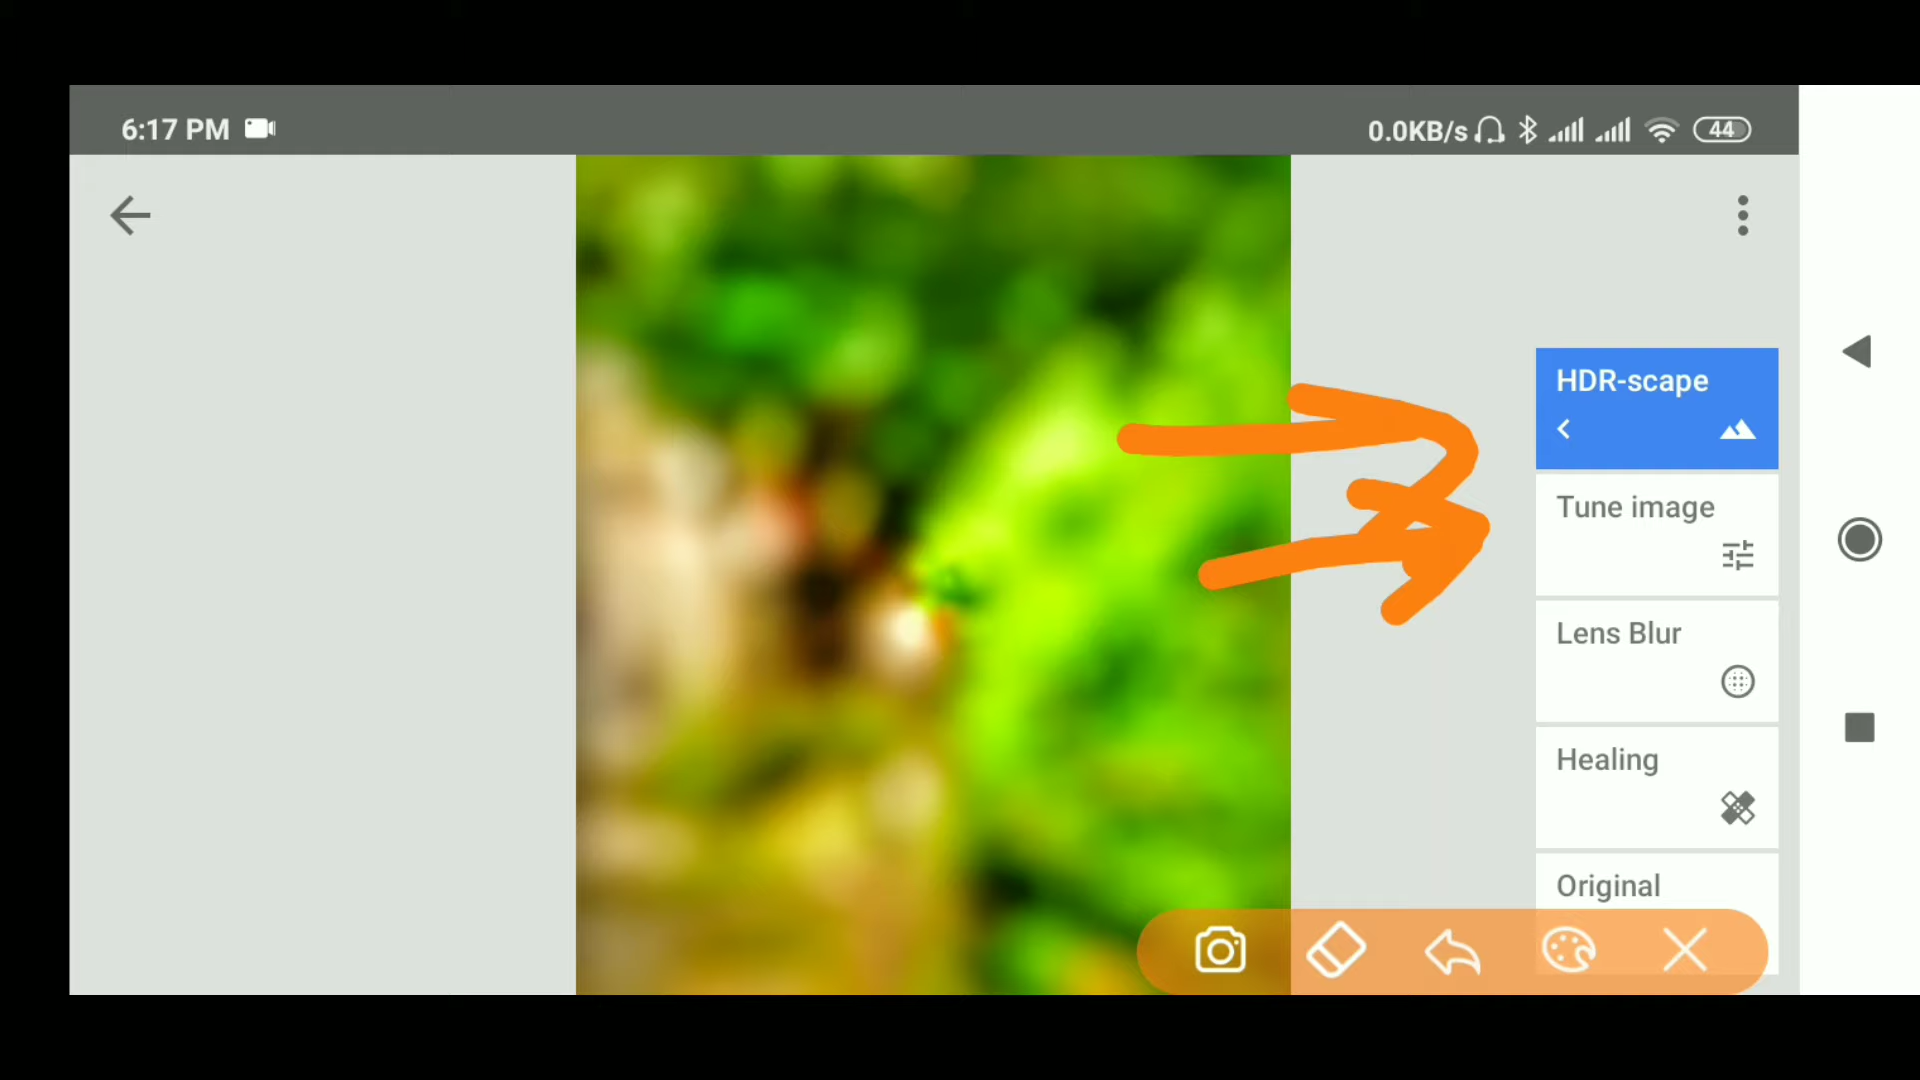 6:17 PM
0.0KB/s
44
HDR-scape
Tune image
Lens Blur
Healing
Original